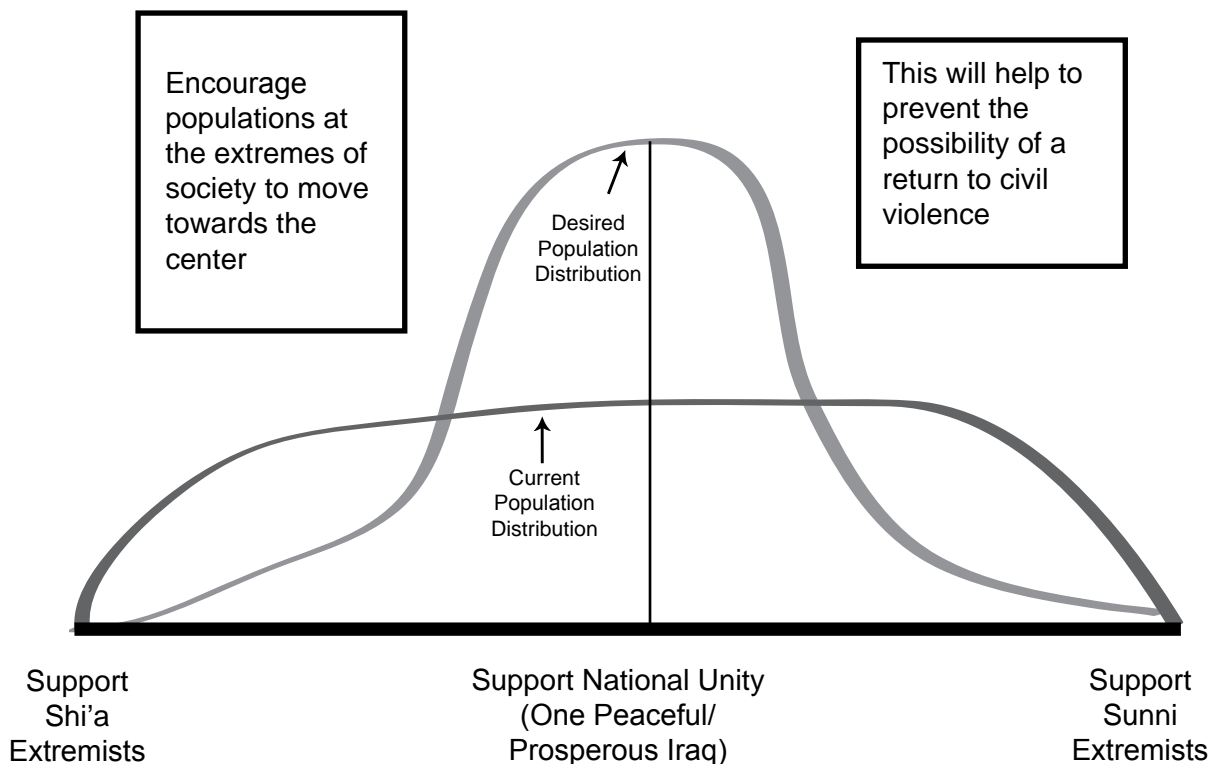 Encourage
populations at
the extremes of
society to move
towards the
center
This will help to
prevent the
possibility of a
return to civil
violence
Desired
Population
Distribution
Current
Population
Distribution
Support
Shi’a
Extremists
Support National Unity
(One Peaceful/
Prosperous Iraq)
Support
Sunni
Extremists